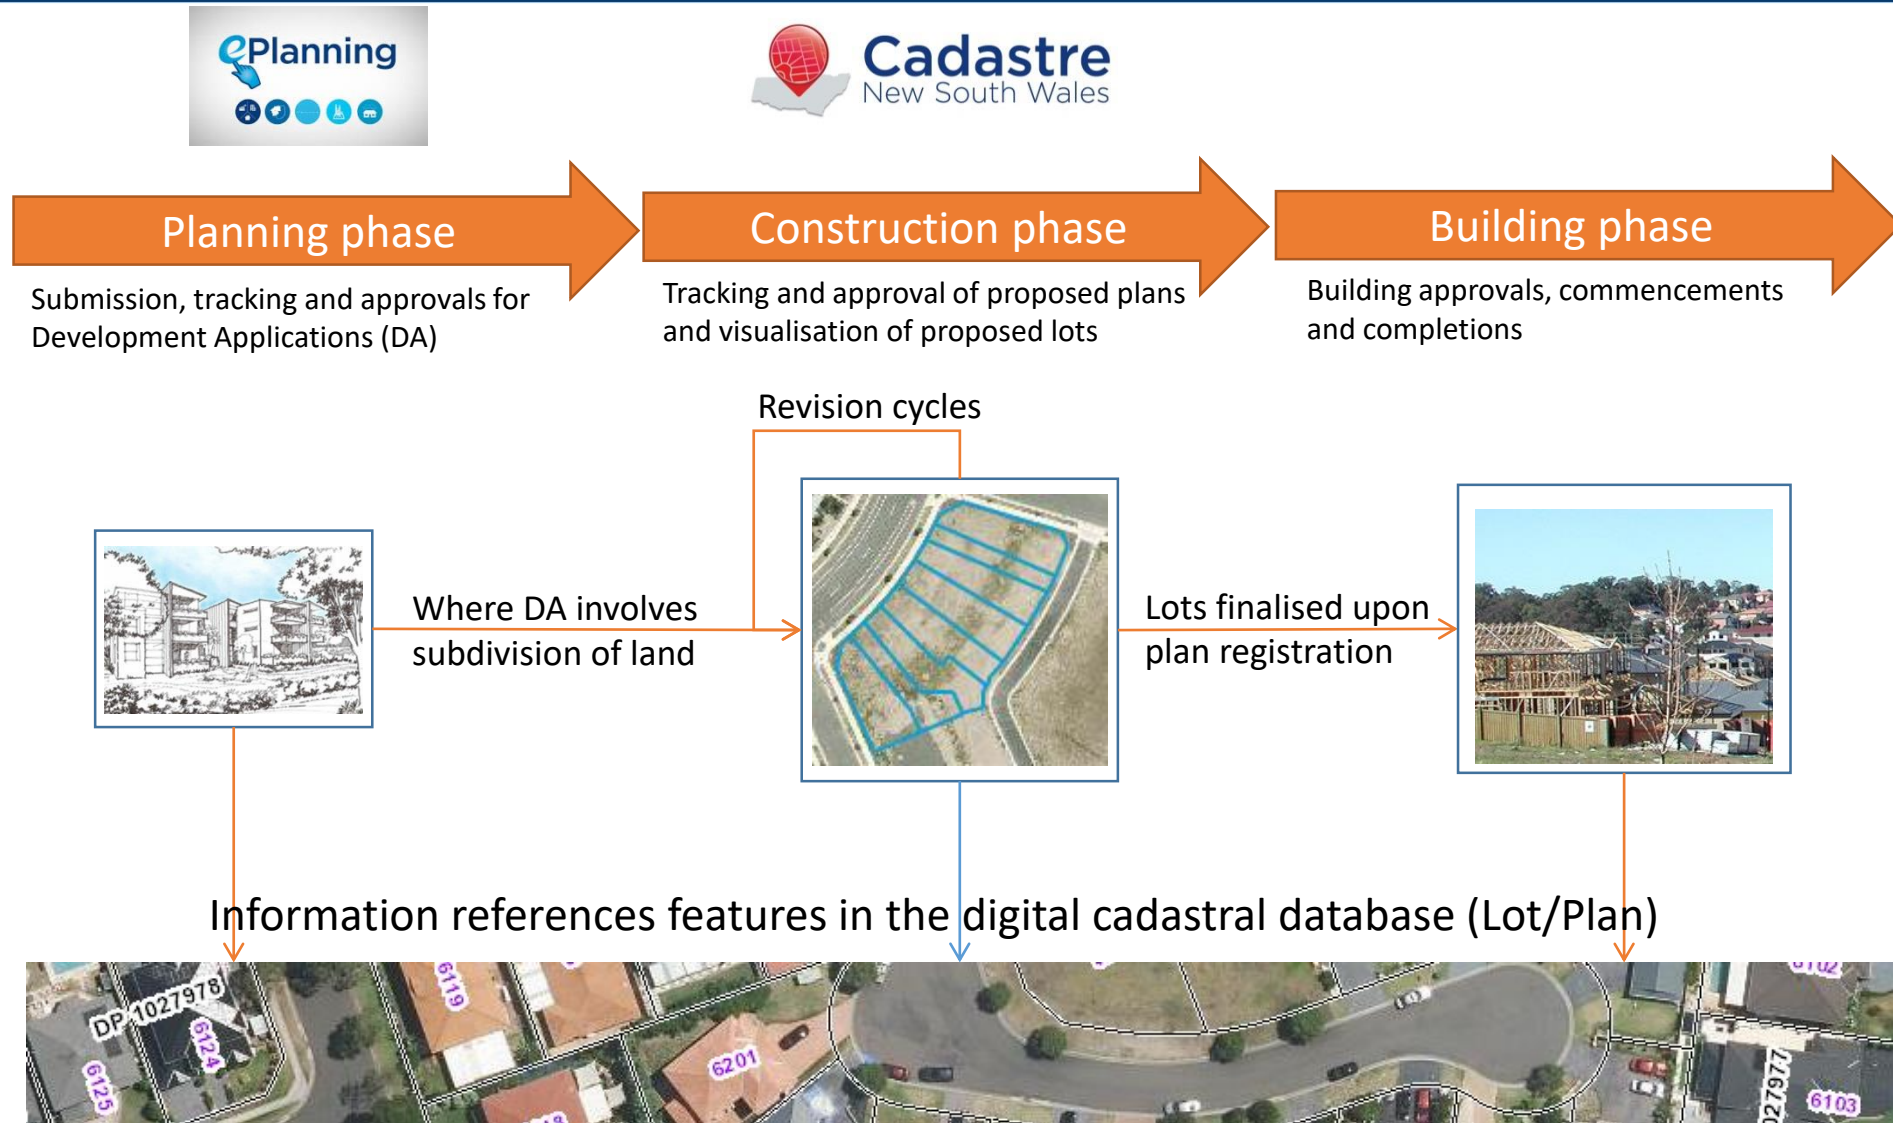 ePlanning
Cadastre
New South Wales
Planning phase
Construction phase
Building phase
Submission, tracking and approvals for
Development Applications (DA)
Tracking and approval of proposed plans
and visualisation of proposed lots
Building approvals, commencements
and completions
Revision cycles
Where DA involves
subdivision of land
Lots finalised upon
plan registration
Information references features in the digital cadastral database (Lot/Plan)
DP 1027978
6124
6125
6119
6201
6102
6103